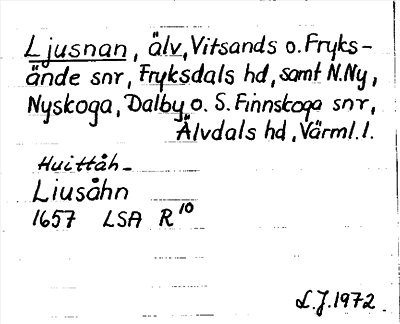 Ljusnan, älv, Vitsands o. Fryks-
ände snr, Fryksdals hd, samt N. Ny,
Nyskoga, Dalby o. S. Finnskoga snr,
Älvdals hd, Värml. l.
Huittåh-
Liusåhn
1657 LSA R 10
L.J. 1972